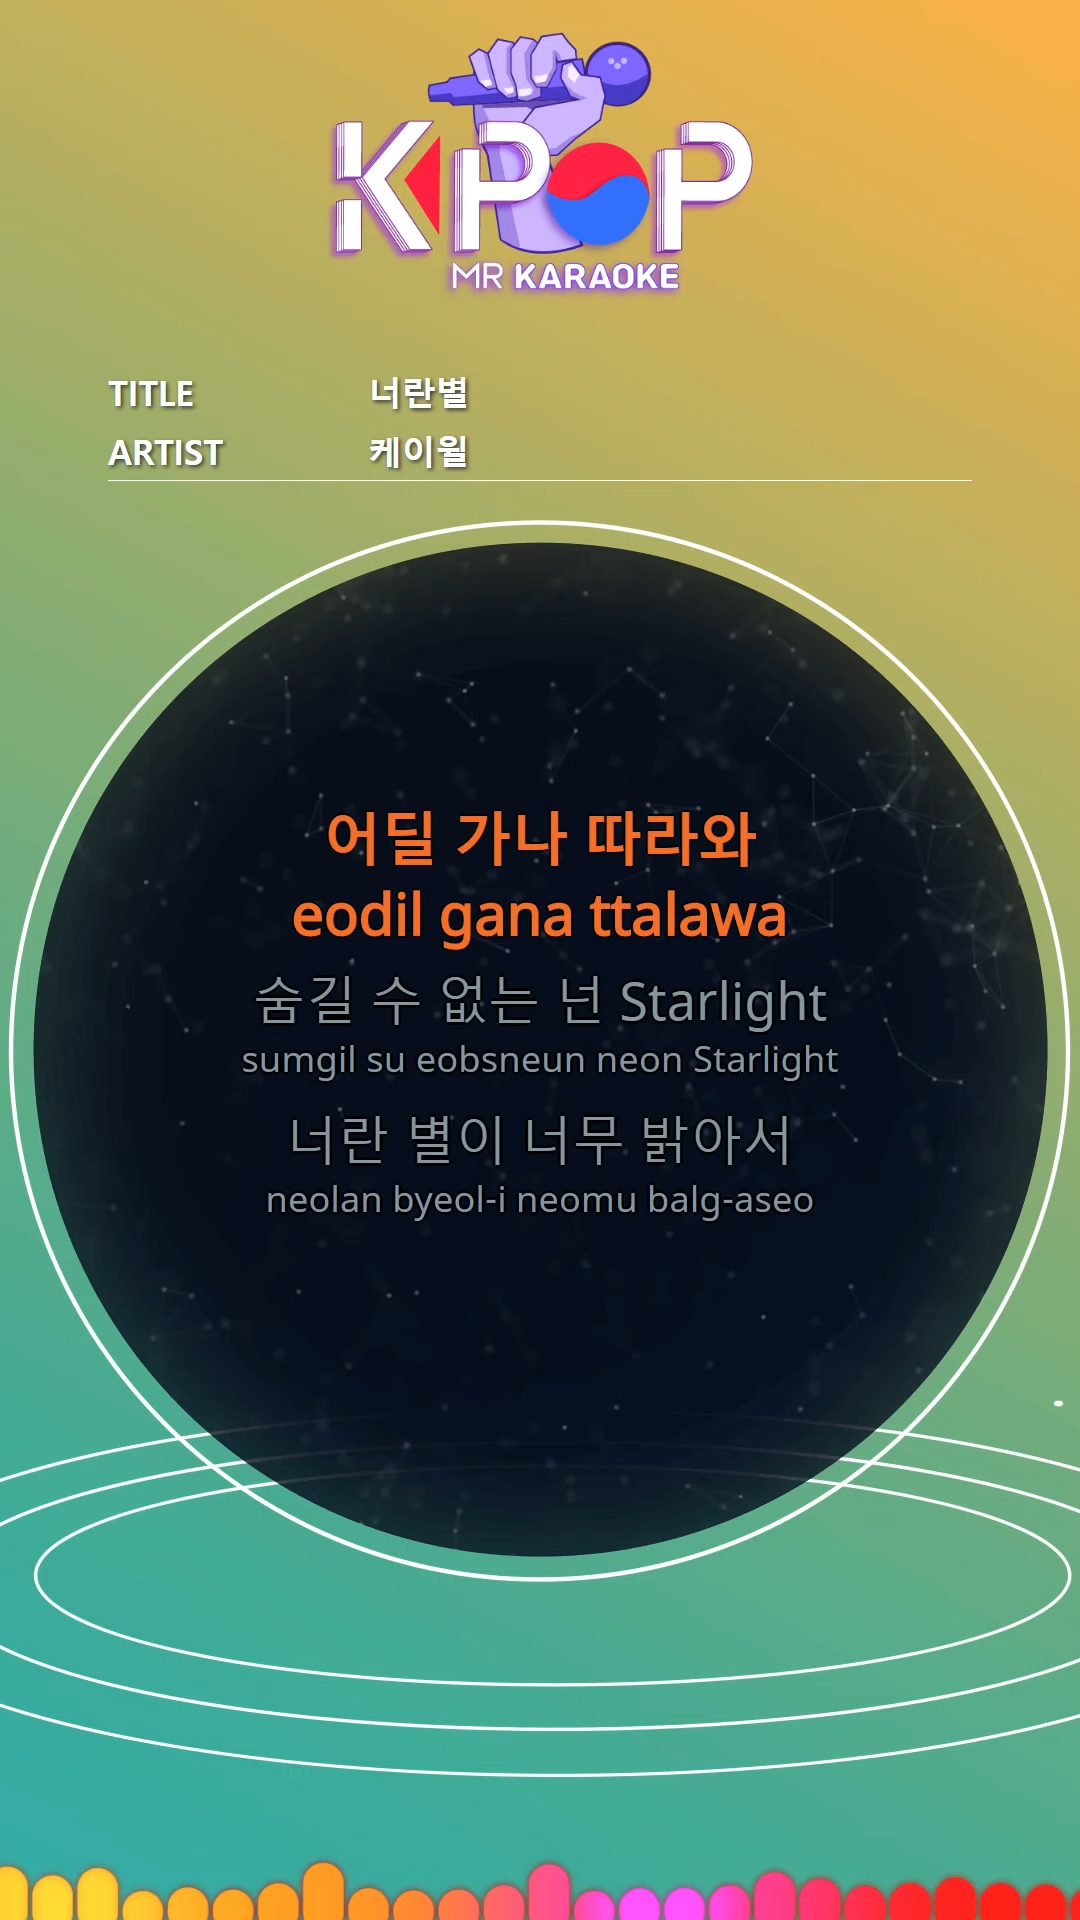 KPOP
MR KARAOKE
TITLE 너란별
ARTIST 케이윌
어딜 가나 따라와
eodil gana ttalawa
숨길 수 없는 넌 Starlight
sumgil su eobsneun neon Starlight
너란 별이 너무 밝아서
neolan byeol-i neomu balg-aseo